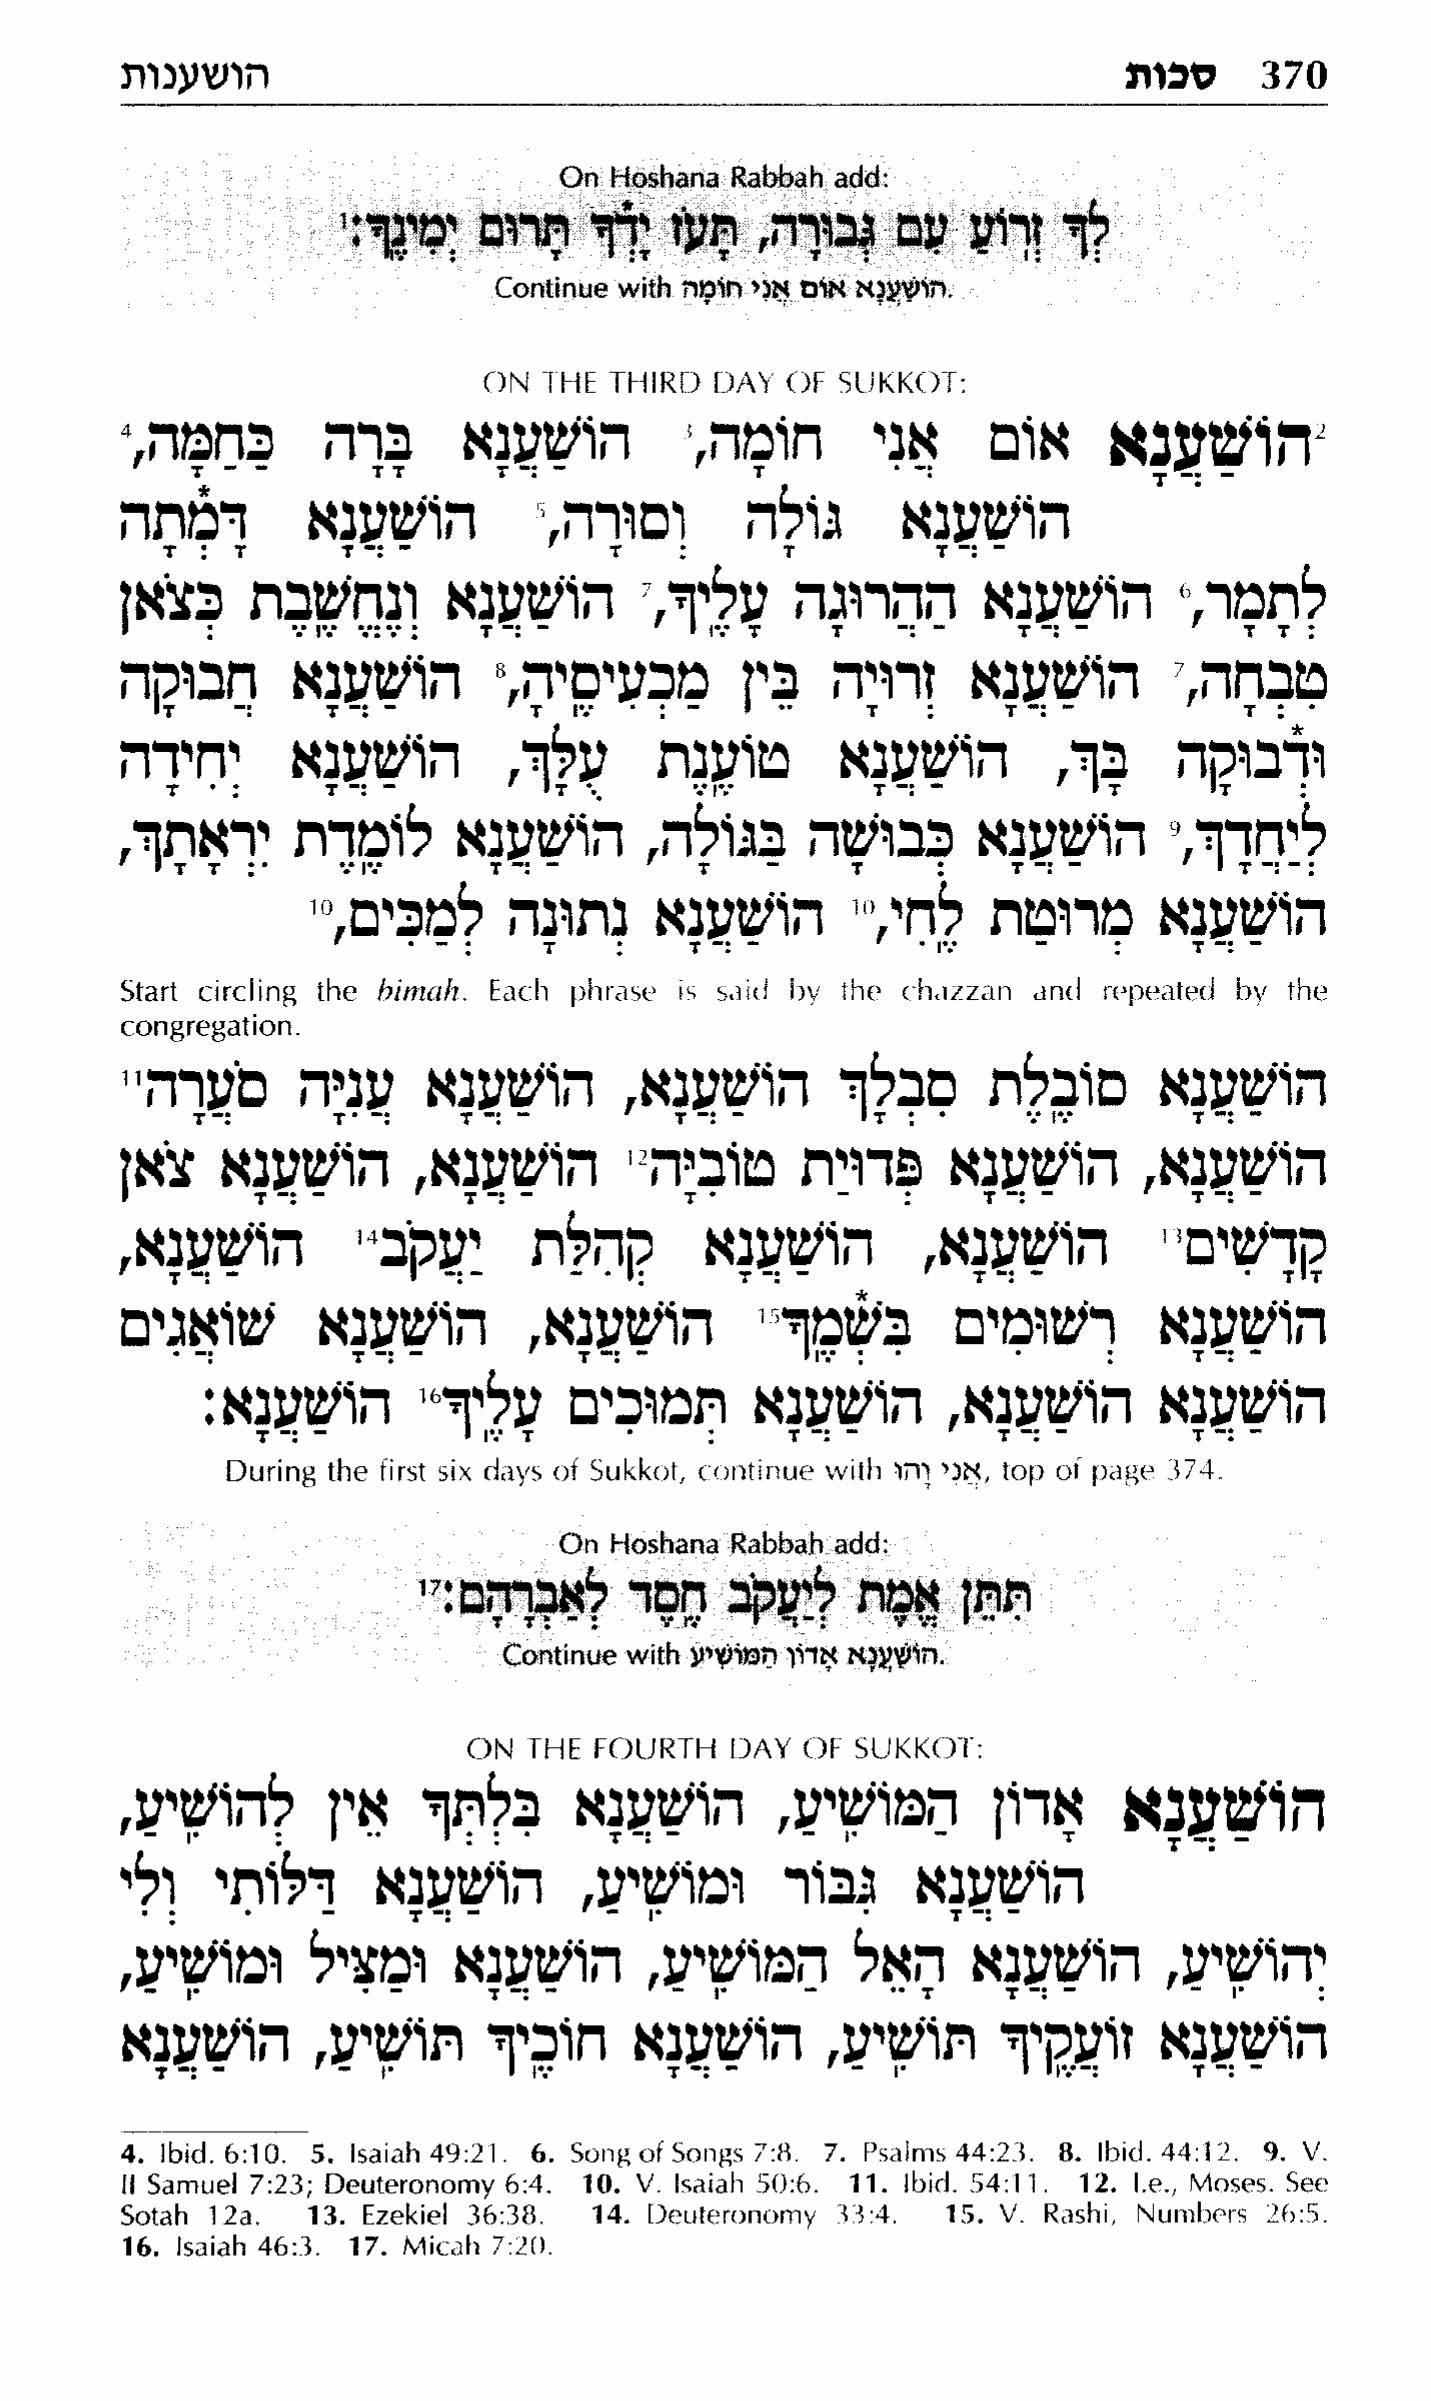 370 סכות הושענות
On Hoshana Rabbah add:
לְךָ זְרוֹעַ עִם גְּבוּרָה, תָּעֹז יָדְךָ תָּרוּם יְמִינֶךָ:¹
Continue with הוֹשַׁעֲנָא אוֹם אֲנִי חוֹמָה.
ON THE THIRD DAY OF SUKKOT:
²הוֹשַׁעֲנָא אוֹם אֲנִי חוֹמָה,³ הוֹשַׁעֲנָא בָּרָה כַּחַמָּה,⁴
הוֹשַׁעֲנָא גוֹלָה וְסוּרָה,⁵ הוֹשַׁעֲנָא דָּמְ*תָה
לְתָמָר,⁶ הוֹשַׁעֲנָא הַהֲרוּגָה עָלֶיךָ,⁷ הוֹשַׁעֲנָא וְנֶחֱשֶׁבֶת כְּצֹאן
טִבְחָה,⁷ הוֹשַׁעֲנָא זְרוּיָה בֵּין מַכְעִיסֶיהָ,⁸ הוֹשַׁעֲנָא חֲבוּקָה
וּדְ*בוּקָה בָּךְ, הוֹשַׁעֲנָא טוֹעֶנֶת עֻלָּךְ, הוֹשַׁעֲנָא יְחִידָה
לְיַחֲדָךְ,⁹ הוֹשַׁעֲנָא כְּבוּשָׁה בַּגּוֹלָה, הוֹשַׁעֲנָא לוֹמֶדֶת יִרְאָתָךְ,
הוֹשַׁעֲנָא מְרוּטַת לֶחִי,¹⁰ הוֹשַׁעֲנָא נְתוּנָה לְמַכִּים,¹⁰
Start circling the bimah. Each phrase is said by the chazzan and repeated by the
congregation.
הוֹשַׁעֲנָא סוֹבֶלֶת סִבְלָךְ הוֹשַׁעֲנָא, הוֹשַׁעֲנָא עֲנִיָּה סֹעֲרָה¹¹
הוֹשַׁעֲנָא, הוֹשַׁעֲנָא פְּדוּיַת טוֹבִיָּה¹² הוֹשַׁעֲנָא, הוֹשַׁעֲנָא צֹאן
קָדָשִׁים¹³ הוֹשַׁעֲנָא, הוֹשַׁעֲנָא קְהִלַּת יַעֲקֹב¹⁴ הוֹשַׁעֲנָא,
הוֹשַׁעֲנָא רְשׁוּמִים בִּשְׁ*מֶךָ¹⁵ הוֹשַׁעֲנָא, הוֹשַׁעֲנָא שׁוֹאֲגִים
הוֹשַׁעֲנָא הוֹשַׁעֲנָא, הוֹשַׁעֲנָא תְּמוּכִים עָלֶיךָ¹⁶ הוֹשַׁעֲנָא:
During the first six days of Sukkot, continue with אֲנִי וָהוּ, top of page 374.
On Hoshana Rabbah add:
תִּתֵּן אֱמֶת לְיַעֲקֹב חֶסֶד לְאַבְרָהָם:¹⁷
Continue with הוֹשַׁעֲנָא אָדוֹן הַמּוֹשִׁיעַ.
ON THE FOURTH DAY OF SUKKOT:
הוֹשַׁעֲנָא אָדוֹן הַמּוֹשִׁיעַ, הוֹשַׁעֲנָא בִּלְתְּךָ אֵין לְהוֹשִׁיעַ,
הוֹשַׁעֲנָא גִּבּוֹר וּמוֹשִׁיעַ, הוֹשַׁעֲנָא דַּלּוֹתִי וְלִי
יְהוֹשִׁיעַ, הוֹשַׁעֲנָא הָאֵל הַמּוֹשִׁיעַ, הוֹשַׁעֲנָא וּמַצִּיל וּמוֹשִׁיעַ,
הוֹשַׁעֲנָא זוֹעֲקֶיךָ תּוֹשִׁיעַ, הוֹשַׁעֲנָא חוֹכֶיךָ תּוֹשִׁיעַ, הוֹשַׁעֲנָא
4. Ibid. 6:10. 5. Isaiah 49:21. 6. Song of Songs 7:8. 7. Psalms 44:23. 8. Ibid. 44:12. 9. V.
II Samuel 7:23; Deuteronomy 6:4. 10. V. Isaiah 50:6. 11. Ibid. 54:11. 12. I.e., Moses. See
Sotah 12a. 13. Ezekiel 36:38. 14. Deuteronomy 33:4. 15. V. Rashi, Numbers 26:5.
16. Isaiah 46:3. 17. Micah 7:20.